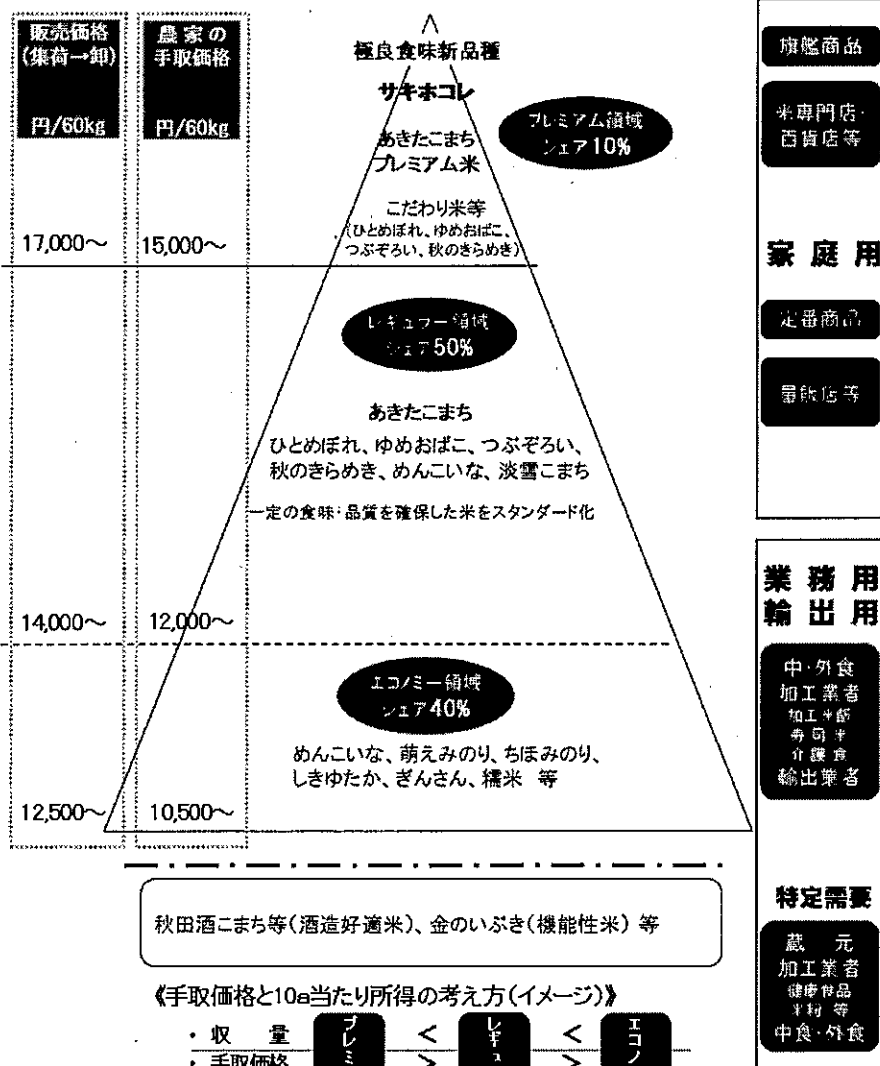 販売価格
(集荷→卸)
円/60kg
農家の
手取価格
円/60kg
極良食味新品種
サキホコレ
あきたこまち
プレミアム米
こだわり米等
(ひとめぼれ、ゆめおばこ、
つぶぞろい、秋のきらめき)
プレミアム領域
シェア10%
17,000～
15,000～
レギュラー領域
シェア50%
あきたこまち
ひとめぼれ、ゆめおばこ、つぶぞろい、
秋のきらめき、めんこいな、淡雪こまち
一定の食味・品質を確保した米をスタンダード化
14,000～
12,000～
エコノミー領域
シェア40%
めんこいな、萌えみのり、ちほみのり、
しきゆたか、ぎんさん、糯米 等
12,500～
10,500～
旗艦商品
米専門店・
百貨店等
家庭用
定番商品
量販店等
業務用
輸出用
中・外食
加工業者
加工米飯
寿司米
介護食
輸出業者
特定需要
蔵 元
加工業者
健康食品
米粉 等
中食・外食
秋田酒こまち等(酒造好適米)、金のいぶき(機能性米) 等
《手取価格と10a当たり所得の考え方(イメージ)》
・収 量 プレミ < レギュ < エコノ
・手取価格 > >